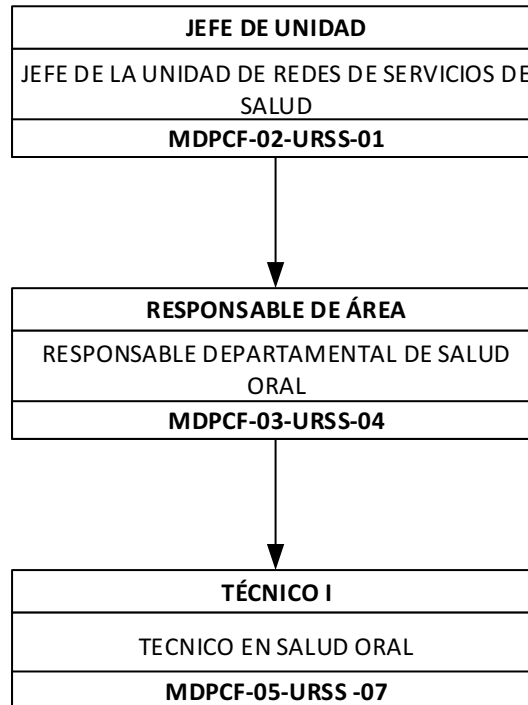 JEFE DE UNIDAD
JEFE DE LA UNIDAD DE REDES DE SERVICIOS DE
SALUD
MDPCF-02-URSS-01
RESPONSABLE DE ÁREA
RESPONSABLE DEPARTAMENTAL DE SALUD
ORAL
MDPCF-03-URSS-04
TÉCNICO I
TECNICO EN SALUD ORAL
MDPCF-05-URSS -07